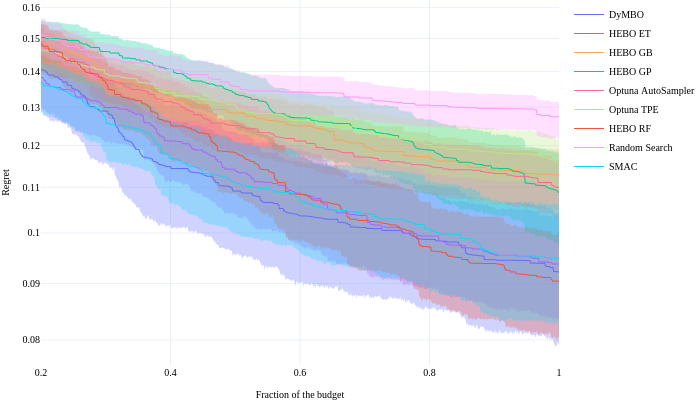 0.16
0.15
0.14
0.13
0.12
0.11
0.1
0.09
0.08
Regret
0.2
0.4
0.6
0.8
1
Fraction of the budget
DyMBO
HEBO ET
HEBO GB
HEBO GP
Optuna AutoSampler
Optuna TPE
HEBO RF
Random Search
SMAC